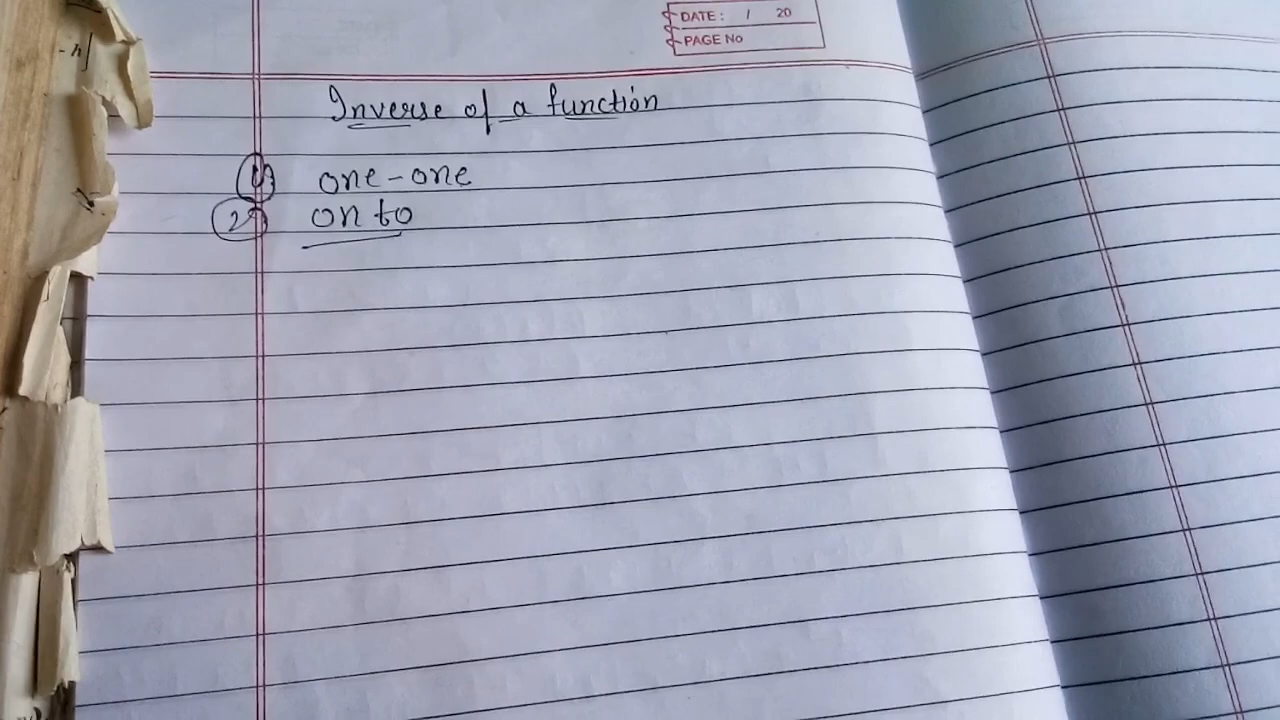 DATE: / 20
PAGE No
Inverse of a function
1) one-one
2) onto